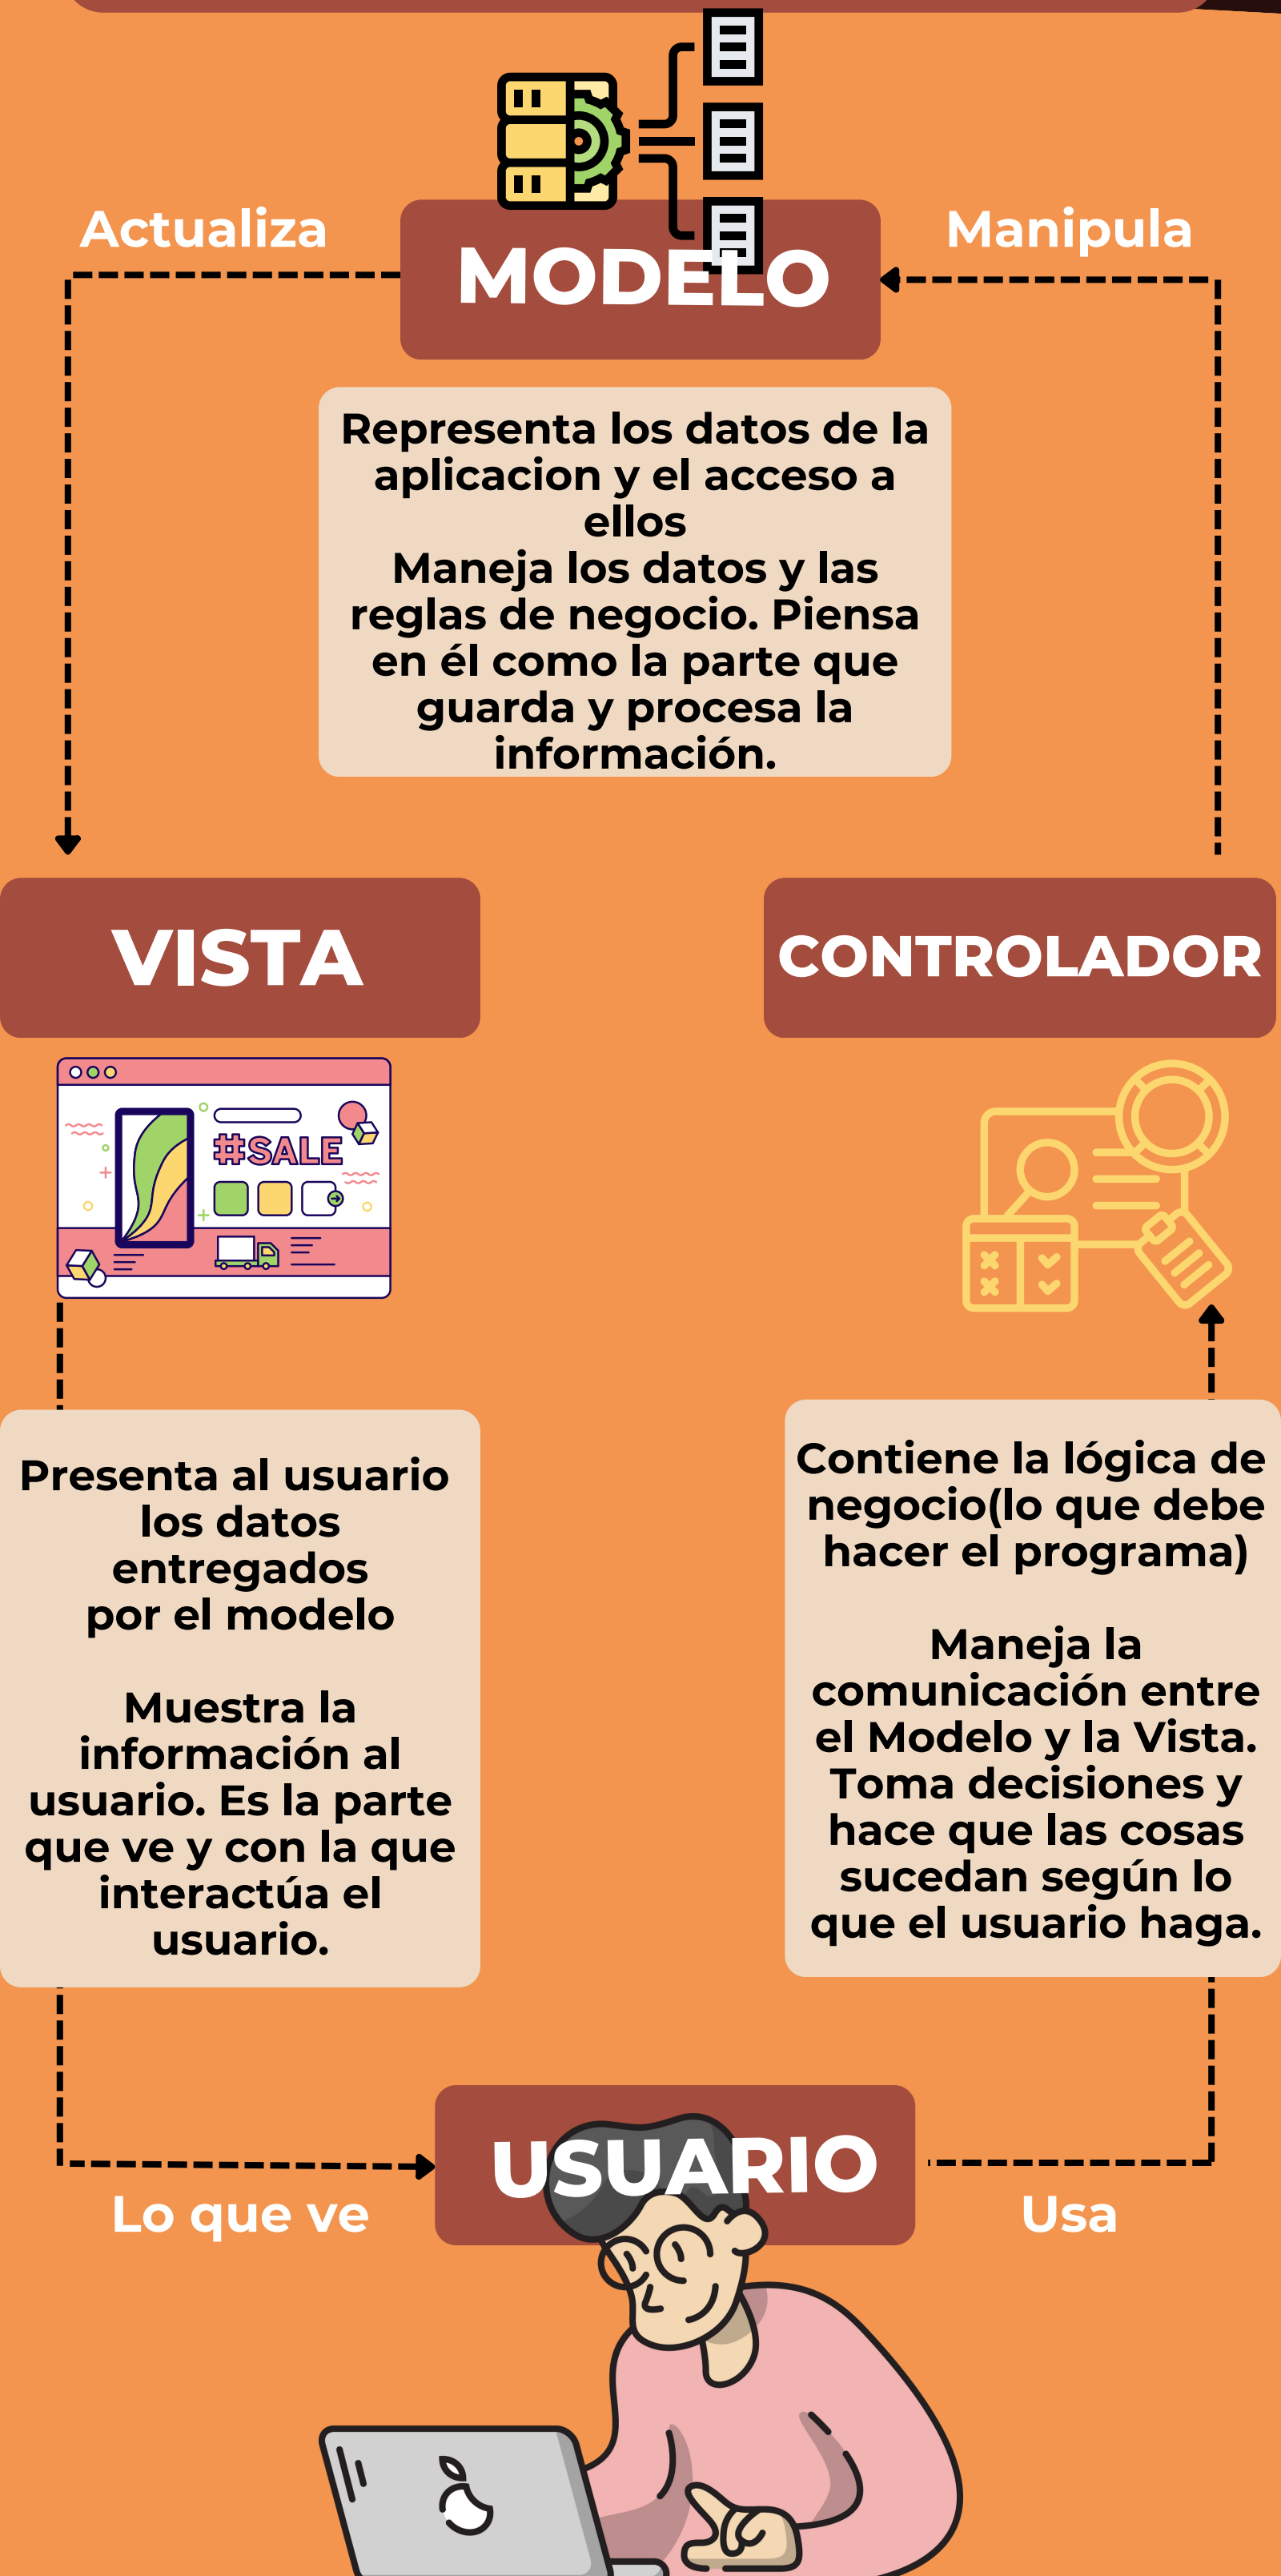 Actualiza
Manipula
MODELO
Representa los datos de la
aplicacion y el acceso a
ellos
Maneja los datos y las
reglas de negocio. Piensa
en él como la parte que
guarda y procesa la
información.
VISTA
CONTROLADOR
#SALE
Presenta al usuario
los datos
entregados
por el modelo
Muestra la
información al
usuario. Es la parte
que ve y con la que
interactúa el
usuario.
Contiene la lógica de
negocio(lo que debe
hacer el programa)
Maneja la
comunicación entre
el Modelo y la Vista.
Toma decisiones y
hace que las cosas
sucedan según lo
que el usuario haga.
USUARIO
Lo que ve
Usa